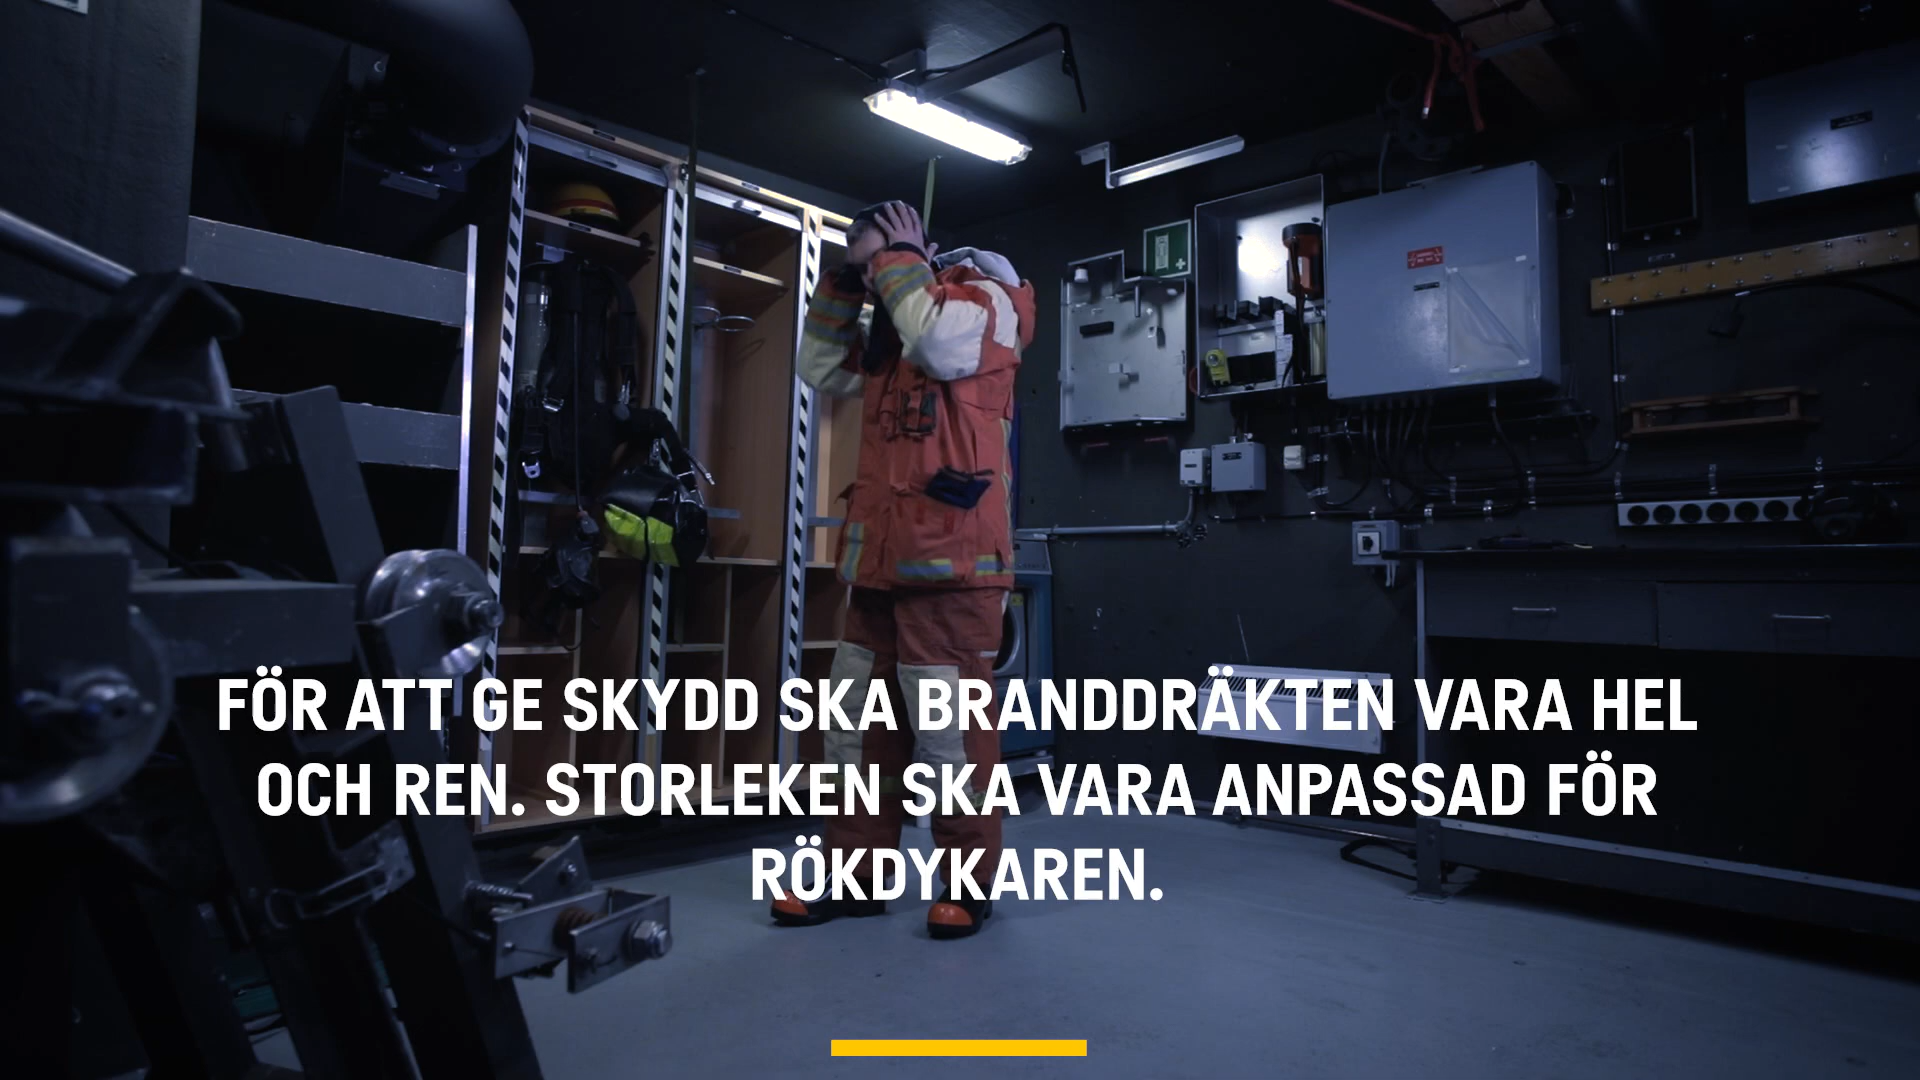 FÖR ATT GE SKYDD SKA BRANDDRÄKTEN VARA HEL
OCH REN. STORLEKEN SKA VARA ANPASSAD FÖR
RÖKDYKAREN.